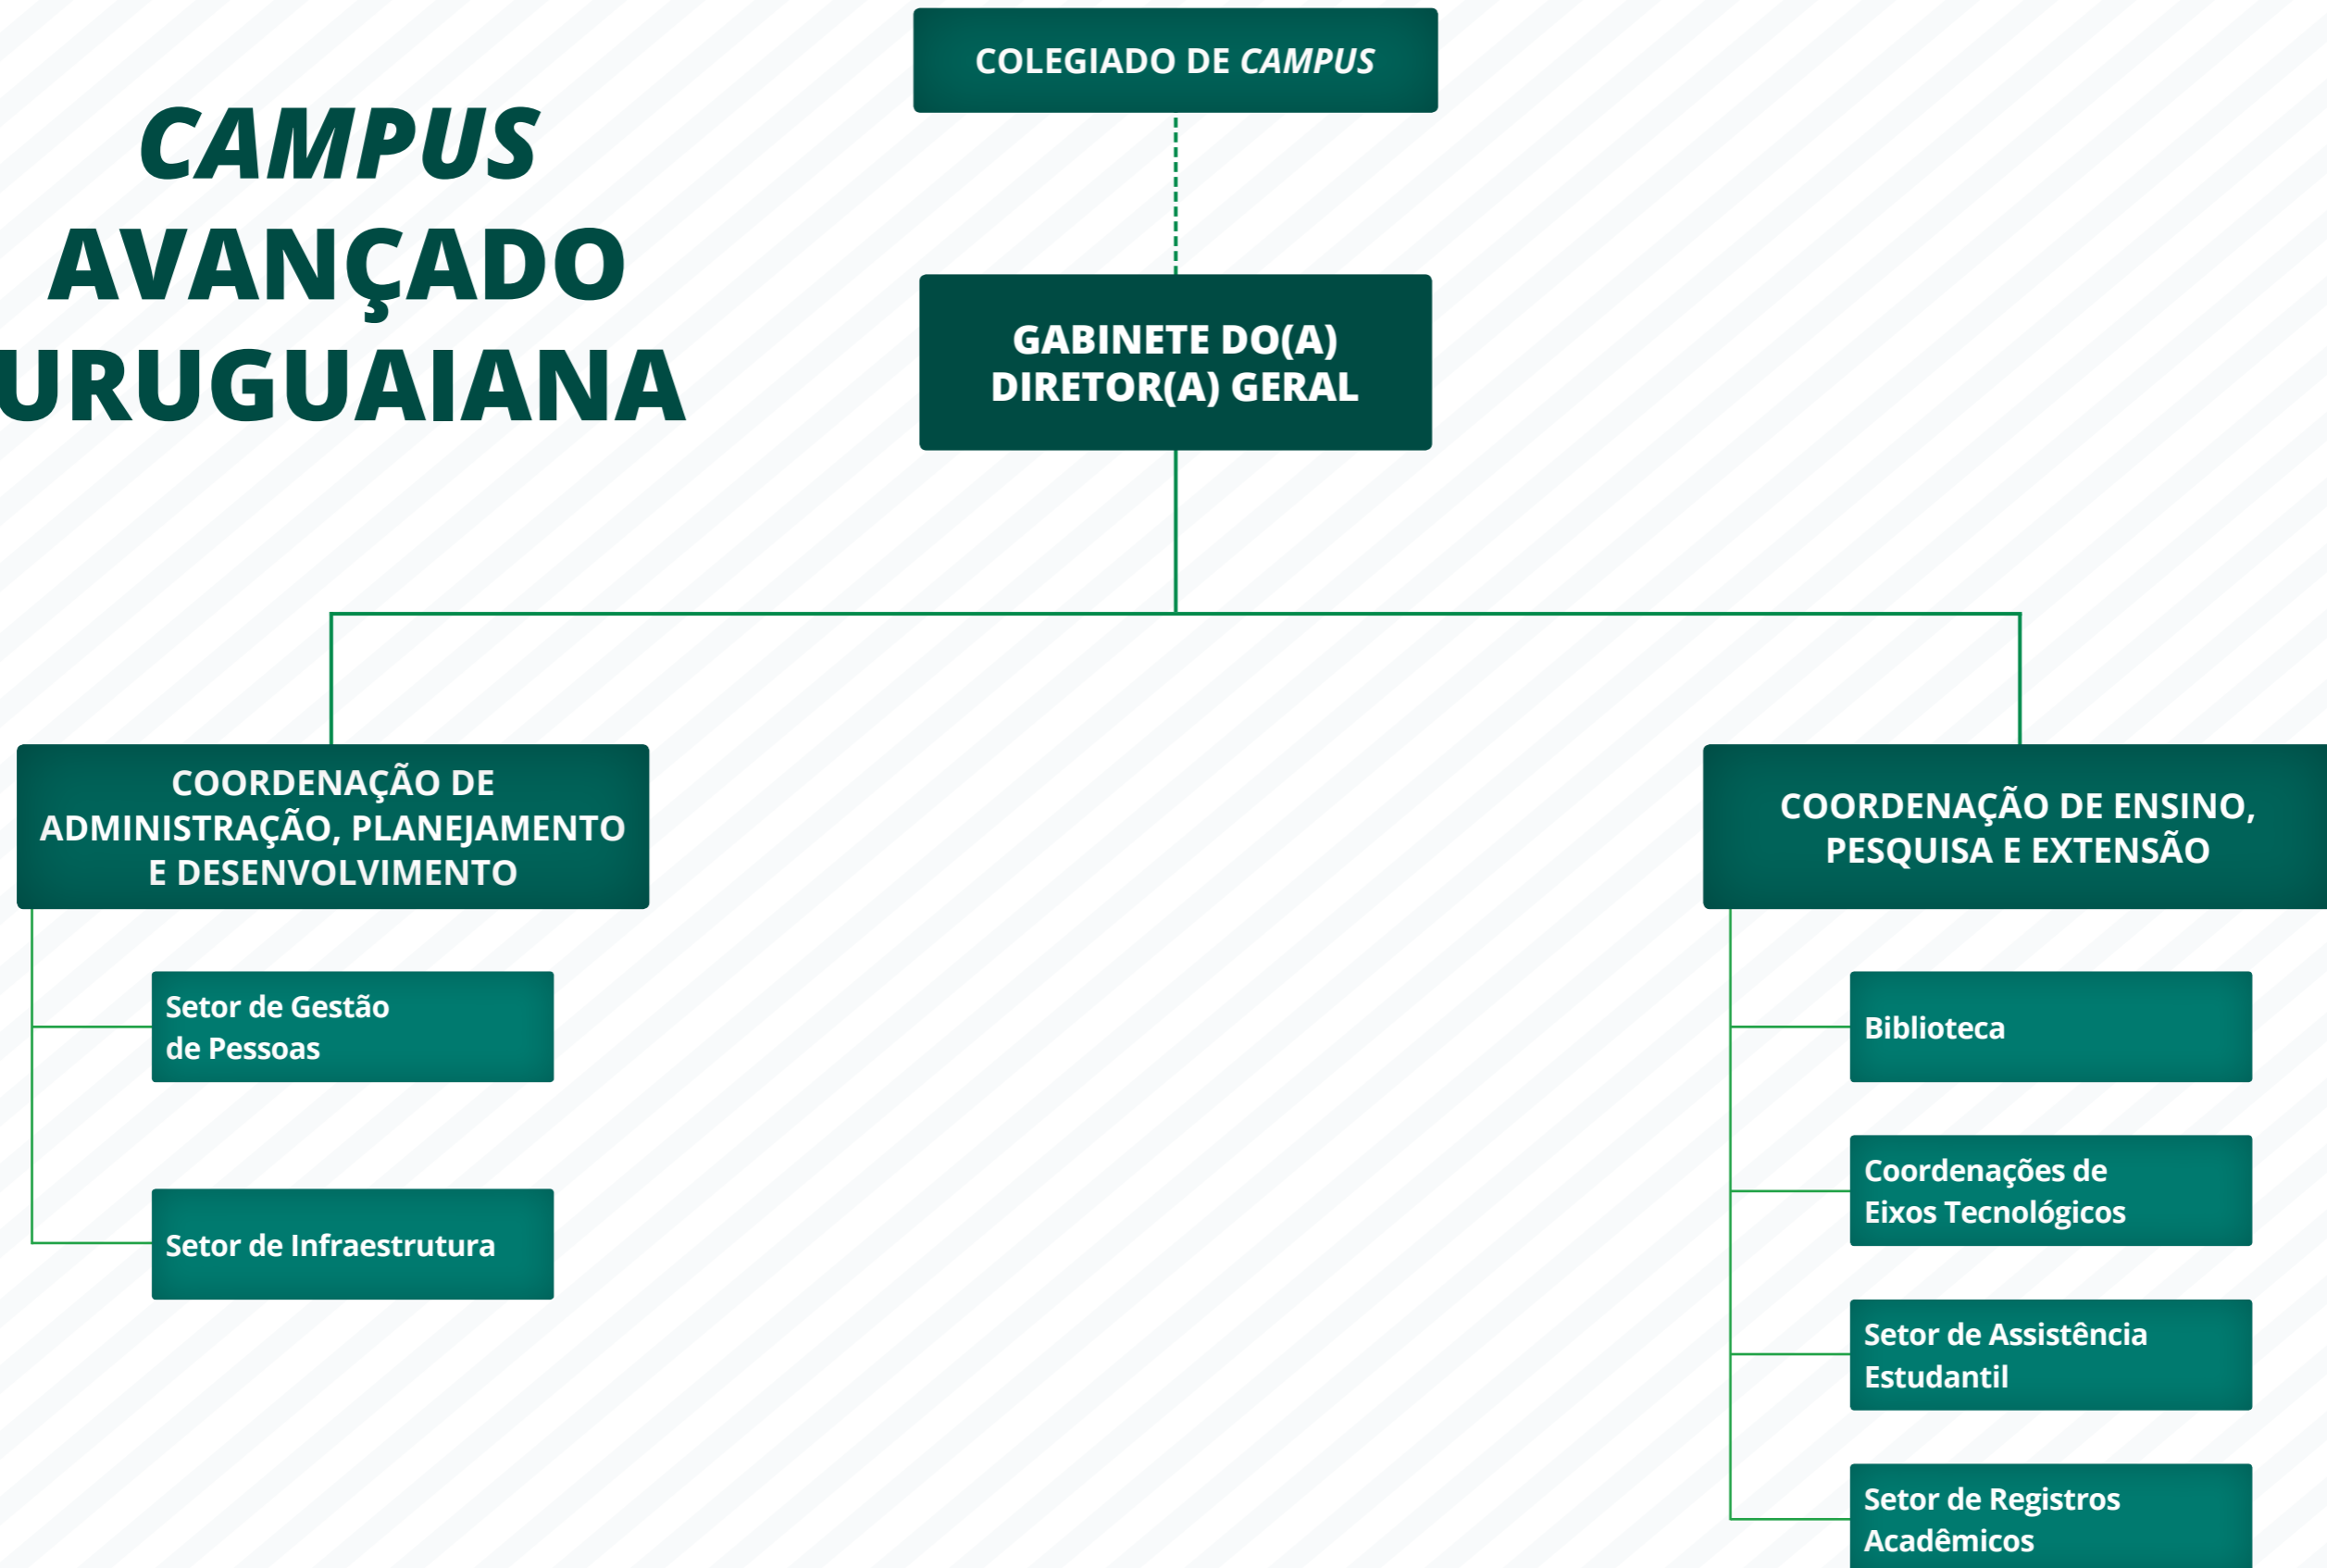 CAMPUS
AVANÇADO
URUGUAIANA
COLEGIADO DE CAMPUS
GABINETE DO(A)
DIRETOR(A) GERAL
COORDENAÇÃO DE
ADMINISTRAÇÃO, PLANEJAMENTO
E DESENVOLVIMENTO
Setor de Gestão
de Pessoas
Setor de Infraestrutura
COORDENAÇÃO DE ENSINO,
PESQUISA E EXTENSÃO
Biblioteca
Coordenações de
Eixos Tecnológicos
Setor de Assistência
Estudantil
Setor de Registros
Acadêmicos